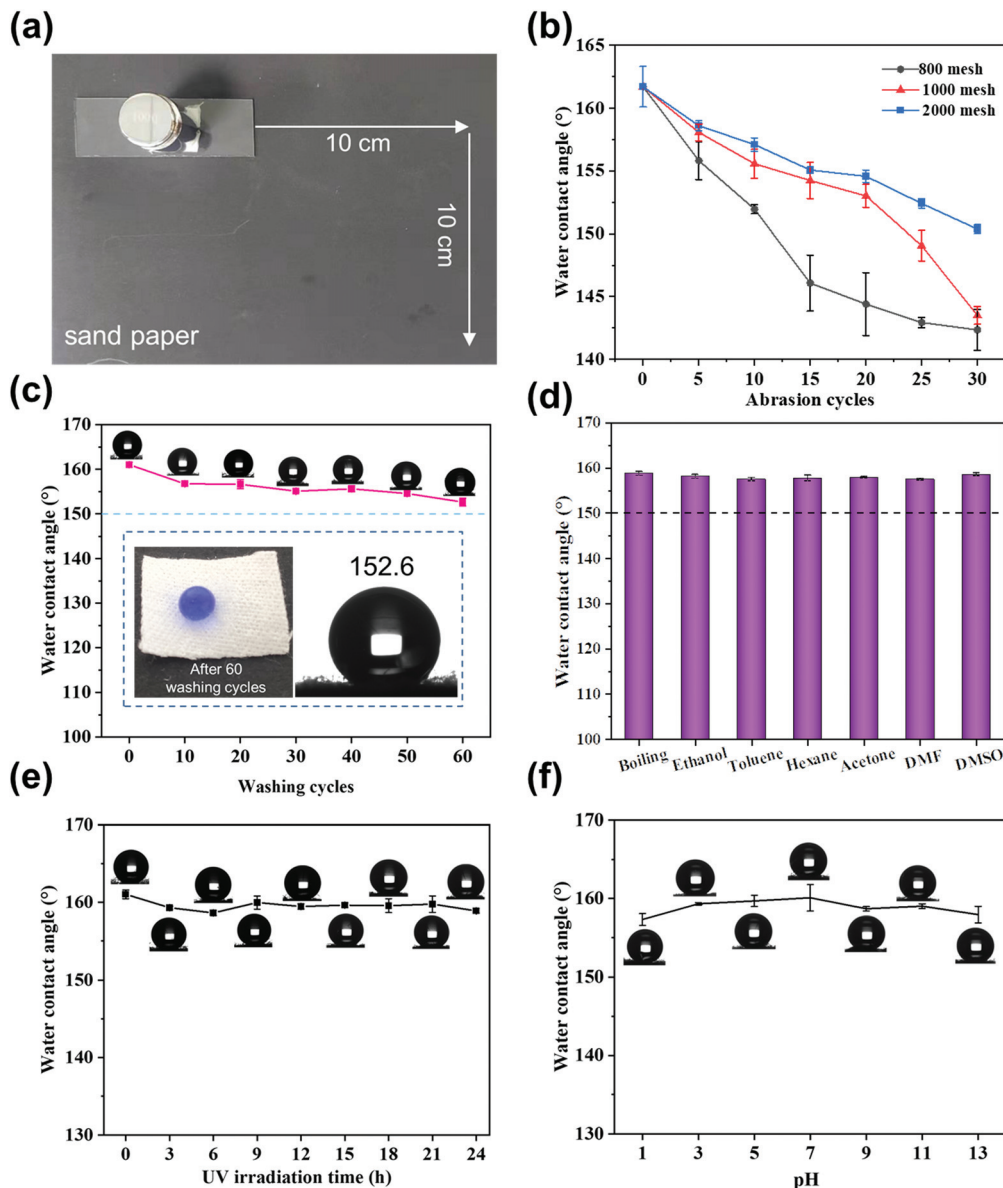 (a)
100g
10 cm
10 cm
sand paper
(b)
Water contact angle (°)
165
160
155
150
145
140
800 mesh
1000 mesh
2000 mesh
0 5 10 15 20 25 30
Abrasion cycles
(c)
Water contact angle (°)
170
160
150
140
130
120
110
100
152.6
After 60
washing cycles
0 10 20 30 40 50 60
Washing cycles
(d)
Water contact angle (°)
170
160
150
140
130
120
110
100
Boiling Ethanol Toluene Hexane Acetone DMF DMSO
(e)
Water contact angle (°)
170
160
150
140
130
0 3 6 9 12 15 18 21 24
UV irradiation time (h)
(f)
Water contact angle (°)
170
160
150
140
130
1 3 5 7 9 11 13
pH